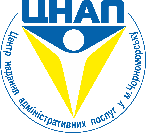 ЦНАП
Центр надання адміністративних послуг у м.Чорноморську